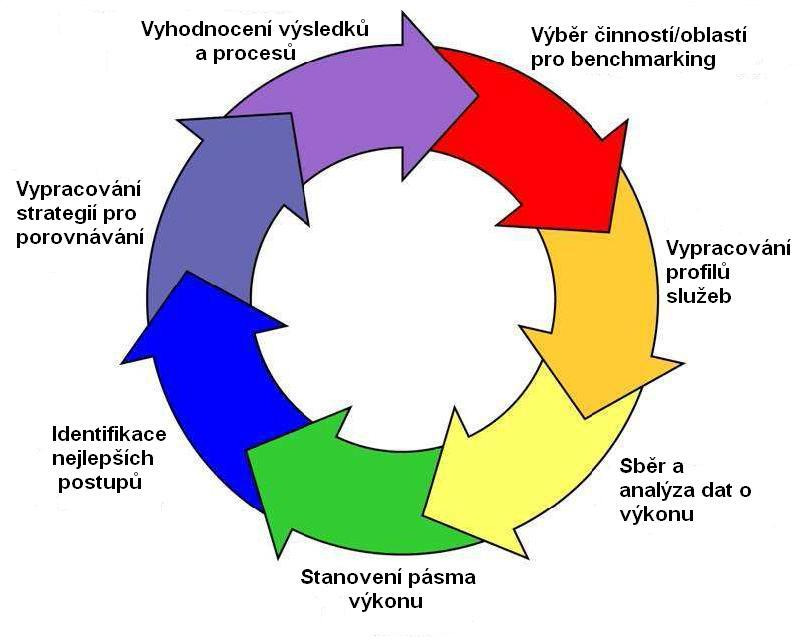 Vyhodnocení výsledků
a procesů
Výběr činností/oblastí
pro benchmarking
Vypracování
profilů
služeb
Sběr a
analýza dat o
výkonu
Stanovení pásma
výkonu
Identifikace
nejlepších
postupů
Vypracování
strategií pro
porovnávání